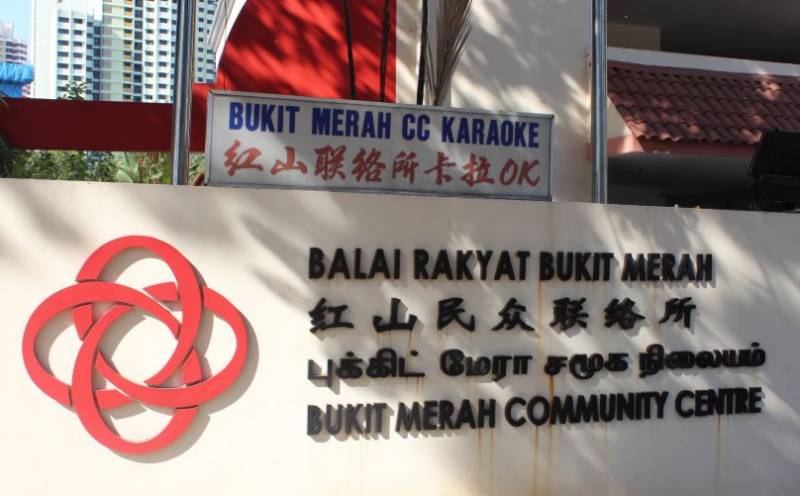 BUKIT MERAH CC KARAOKE
红山联络所卡拉OK
BALAI RAKYAT BUKIT MERAH
红山民众联络所
புக்கிட் மேரா சமூக நிலையம்
BUKIT MERAH COMMUNITY CENTRE